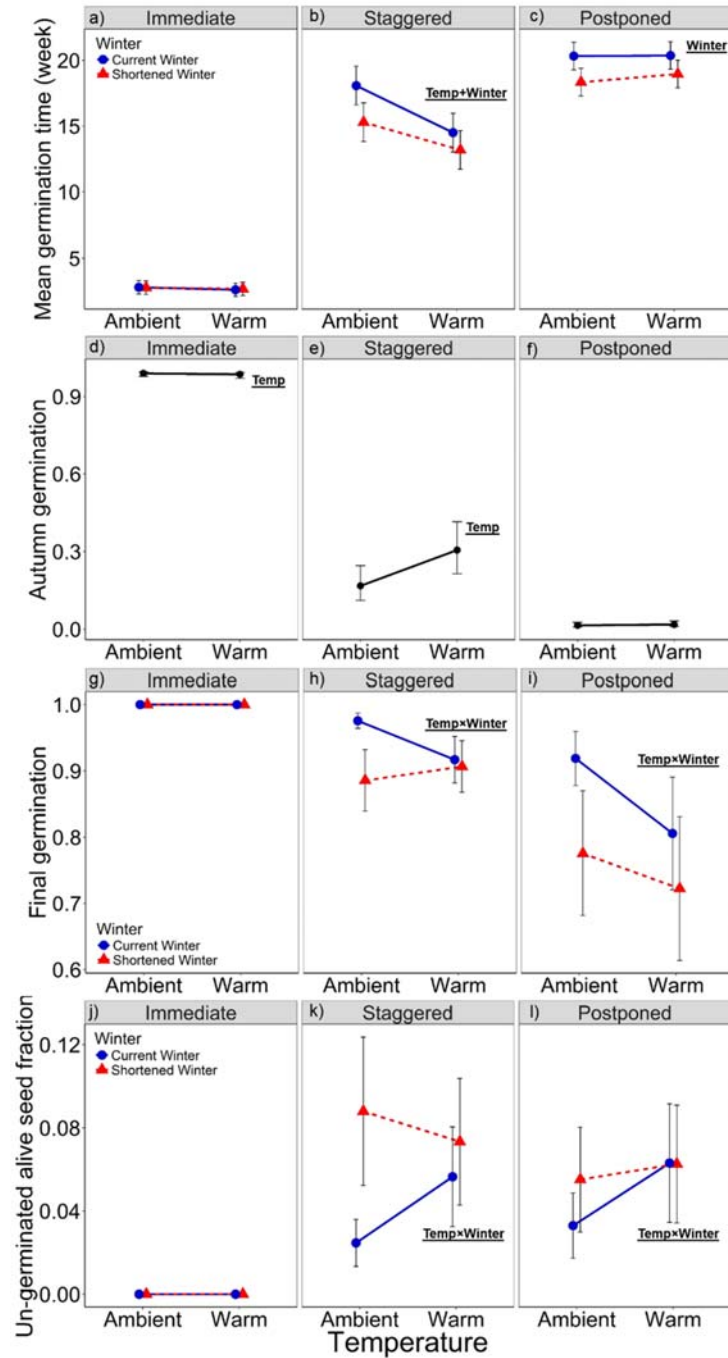 a) Immediate b) Staggered c) Postponed
Winter
Current Winter
Shortened Winter
Temp+Winter
Winter
20
15
10
5
Mean germination time (week)
Ambient Warm Ambient Warm Ambient Warm
d) Immediate e) Staggered f) Postponed
Temp
Temp
0.9
0.6
0.3
0.0
Autumn germination
Ambient Warm Ambient Warm Ambient Warm
g) Immediate h) Staggered i) Postponed
Temp×Winter
Temp×Winter
1.0
0.9
0.8
0.7
0.6
Final germination
Winter
Current Winter
Shortened Winter
Ambient Warm Ambient Warm Ambient Warm
j) Immediate k) Staggered l) Postponed
Winter
Current Winter
Shortened Winter
0.12
0.08
0.04
0.00
Un-germinated alive seed fraction
Temp×Winter
Temp×Winter
Ambient Warm Ambient Warm Ambient Warm
Temperature